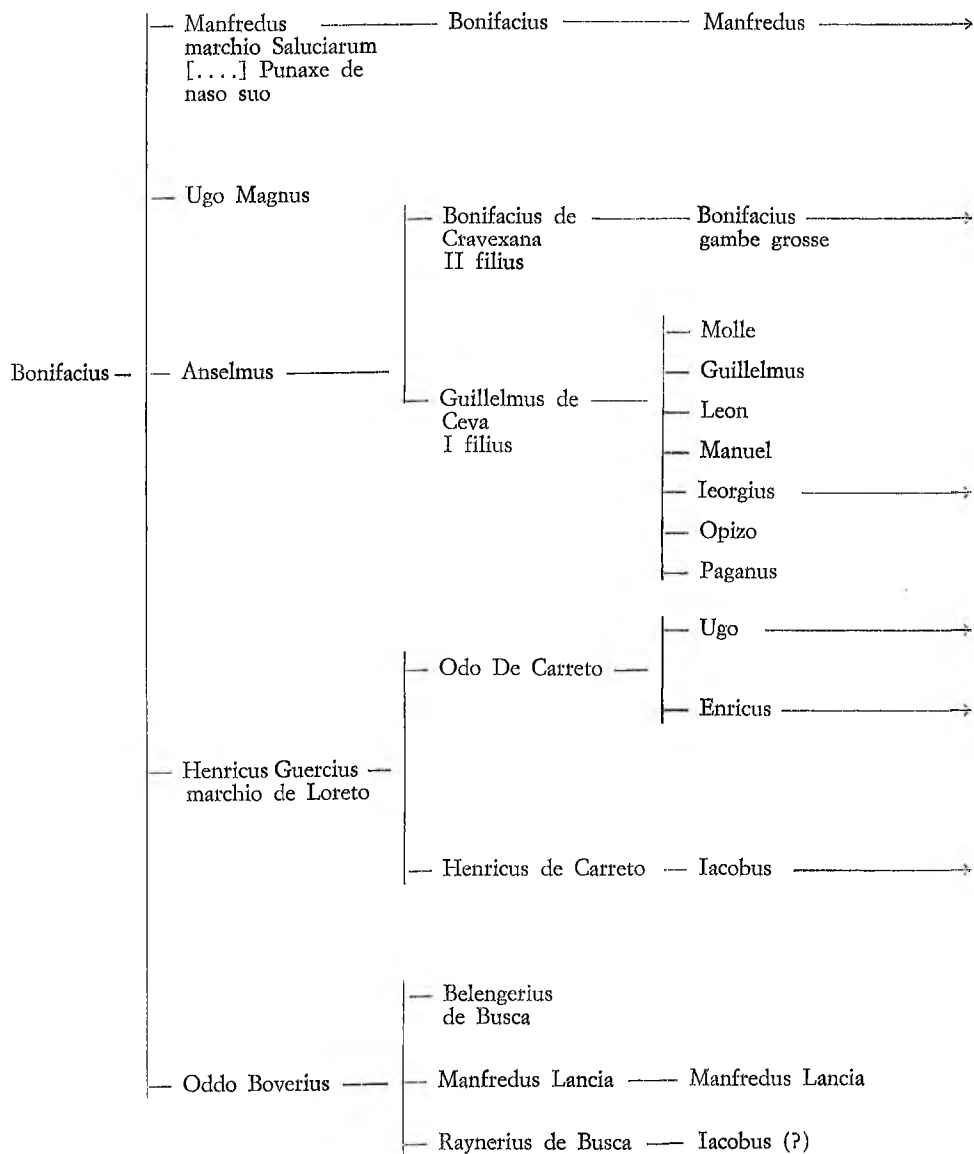 Manfredus
marchio Saluciarum
[....] Punaxe de
naso suo
Bonifacius
Manfredus
Ugo Magnus
Bonifacius de
Cravexana
II filius
Bonifacius
gambe grosse
Bonifacius
Anselmus
Guillelmus de
Ceva
I filius
Molle
Guillelmus
Leon
Manuel
Ieorgius
Opizo
Paganus
Odo De Carreto
Ugo
Enricus
Henricus Guercius
marchio de Loreto
Henricus de Carreto
Iacobus
Belengerius
de Busca
Oddo Boverius
Manfredus Lancia
Manfredus Lancia
Raynerius de Busca
Iacobus (?)